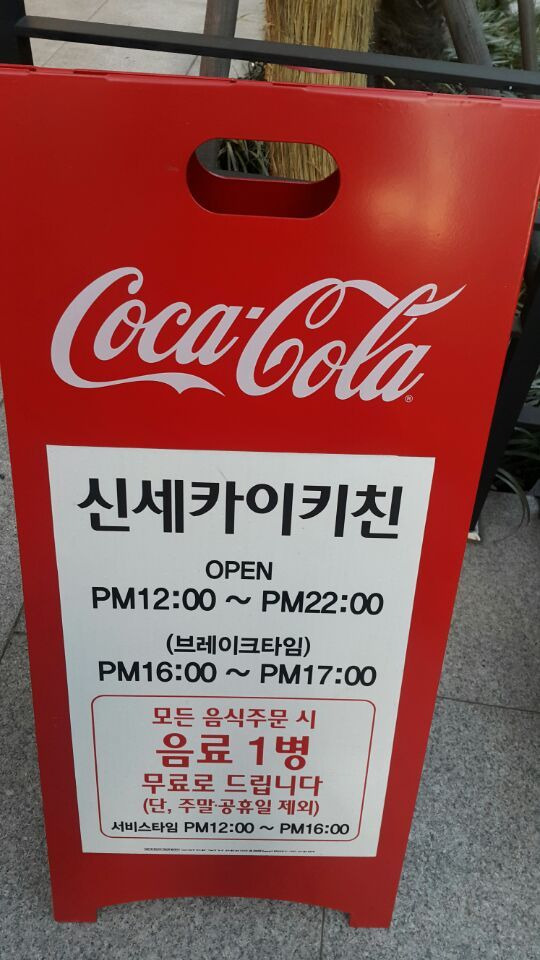 Coca-Cola®
신세카이키친
OPEN
PM12:00 ~ PM22:00
(브레이크타임)
PM16:00 ~ PM17:00
모든 음식주문 시
음료 1병
무료로 드립니다
(단, 주말·공휴일 제외)
서비스타임 PM12:00 ~ PM16:00